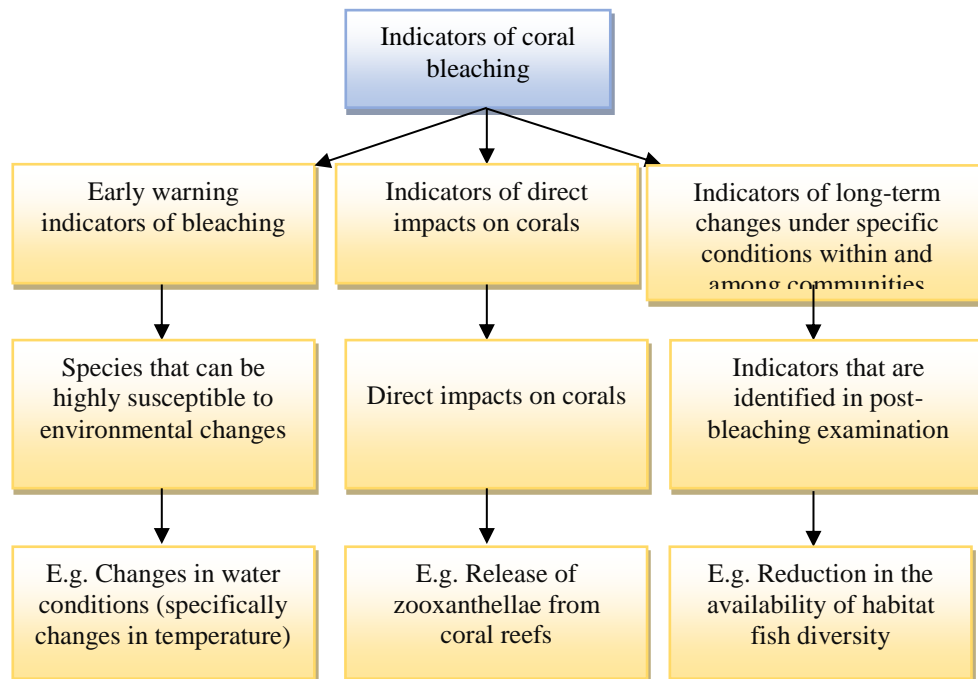 Indicators of coral
bleaching
Early warning
indicators of bleaching
Indicators of direct
impacts on corals
Indicators of long-term
changes under specific
conditions within and
among communities
Species that can be
highly susceptible to
environmental changes
Direct impacts on corals
Indicators that are
identified in post-
bleaching examination
E.g. Changes in water
conditions (specifically
changes in temperature)
E.g. Release of
zooxanthellae from
coral reefs
E.g. Reduction in the
availability of habitat
fish diversity